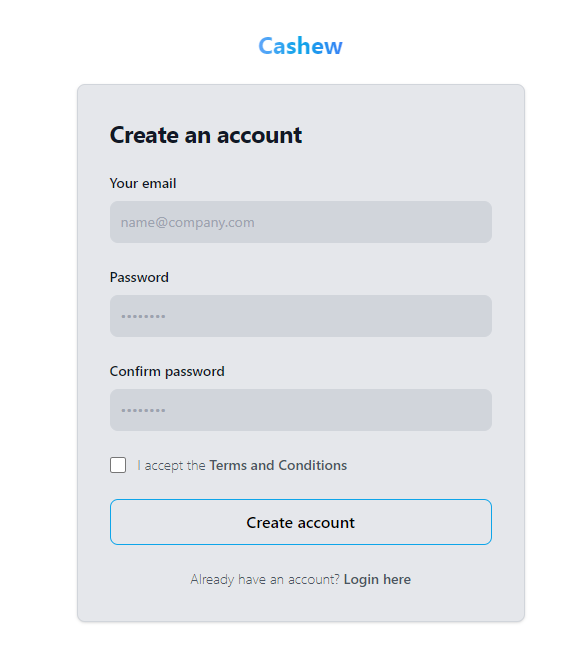 Cashew
Create an account
Your email
name@company.com
Password
••••••••
Confirm password
••••••••
I accept the Terms and Conditions
Create account
Already have an account? Login here